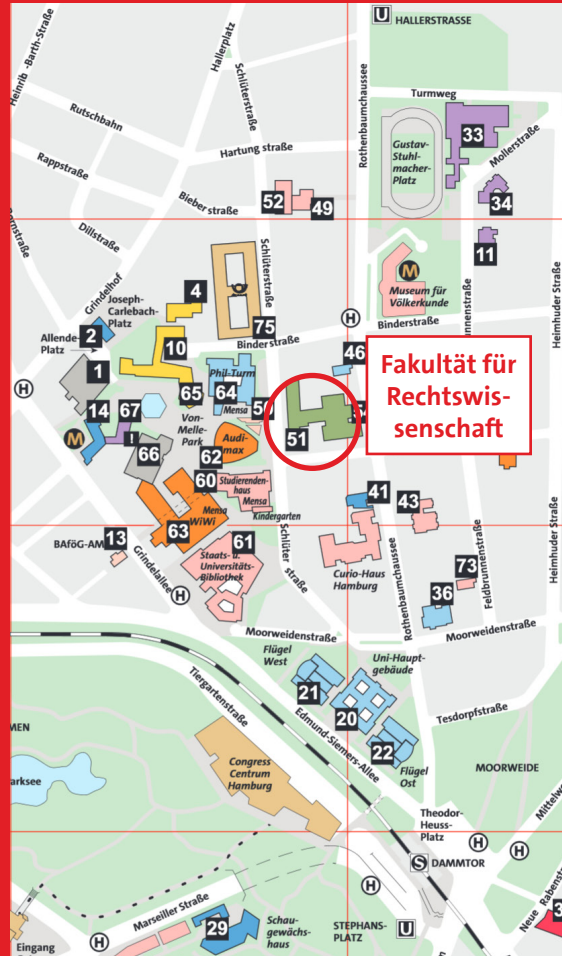 U HALLERSTRASSE
Hallerplatz
Schlüterstraße
Heinrib -Barth-Straße
Rutschbahn
Rothenbaumchaussee
Turmweg
33
Hartung straße
Gustav-
Stuhl-
macher-
Platz
Mollerstraße
Rappstraße
Bieber straße
52
49
34
Dillstraße
11
Grindelhof
Schlüterstraße
M
Museum für
Völkerkunde
Heimhuder Straße
Joseph-
Carlebach-
Platz
4
Binderstraße
H
Allende-
Platz
2
75
Binderstraße
46
10
1
Phil-Turm
Fakultät für
Rechtswis-
senschaft
H
65
64
Mensa
14
67
Von-
Melle-
Park
51
M
!
66
62
Audi-
max
60
Studierenden-
haus
Mensa
41
43
Mensa
WiWi
Kindergarten
63
Schlüter
straße
13
61
BAföG-AM
Staats- u.
Universitäts-
Bibliothek
Curio-Haus
Hamburg
Rothenbaumchaussee
Feldbrunnenstraße
Heimhuder Straße
73
36
Grindelallee
H
Moorweidenstraße
Moorweidenstraße
Flügel
West
Uni-Haupt-
gebäude
21
20
Tiergartenstraße
Edmund-Siemers-Allee
22
Flügel
Ost
Tesdorpfstraße
MOORWEIDE
Congress
Centrum
Hamburg
Theodor-
Heuss-
Platz
H
H
S DAMMTOR
H
Marseiller Straße
29
Schau-
gewächs-
haus
STEPHANS-
PLATZ
U
H
Eingang